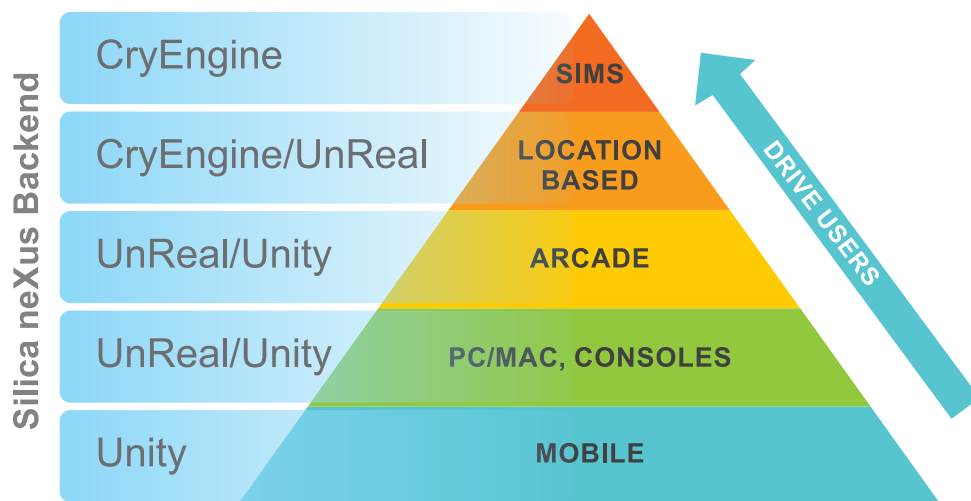 Silica neXus Backend
CryEngine
SIMS
CryEngine/UnReal
LOCATION
BASED
UnReal/Unity
ARCADE
UnReal/Unity
PC/MAC, CONSOLES
Unity
MOBILE
DRIVE USERS